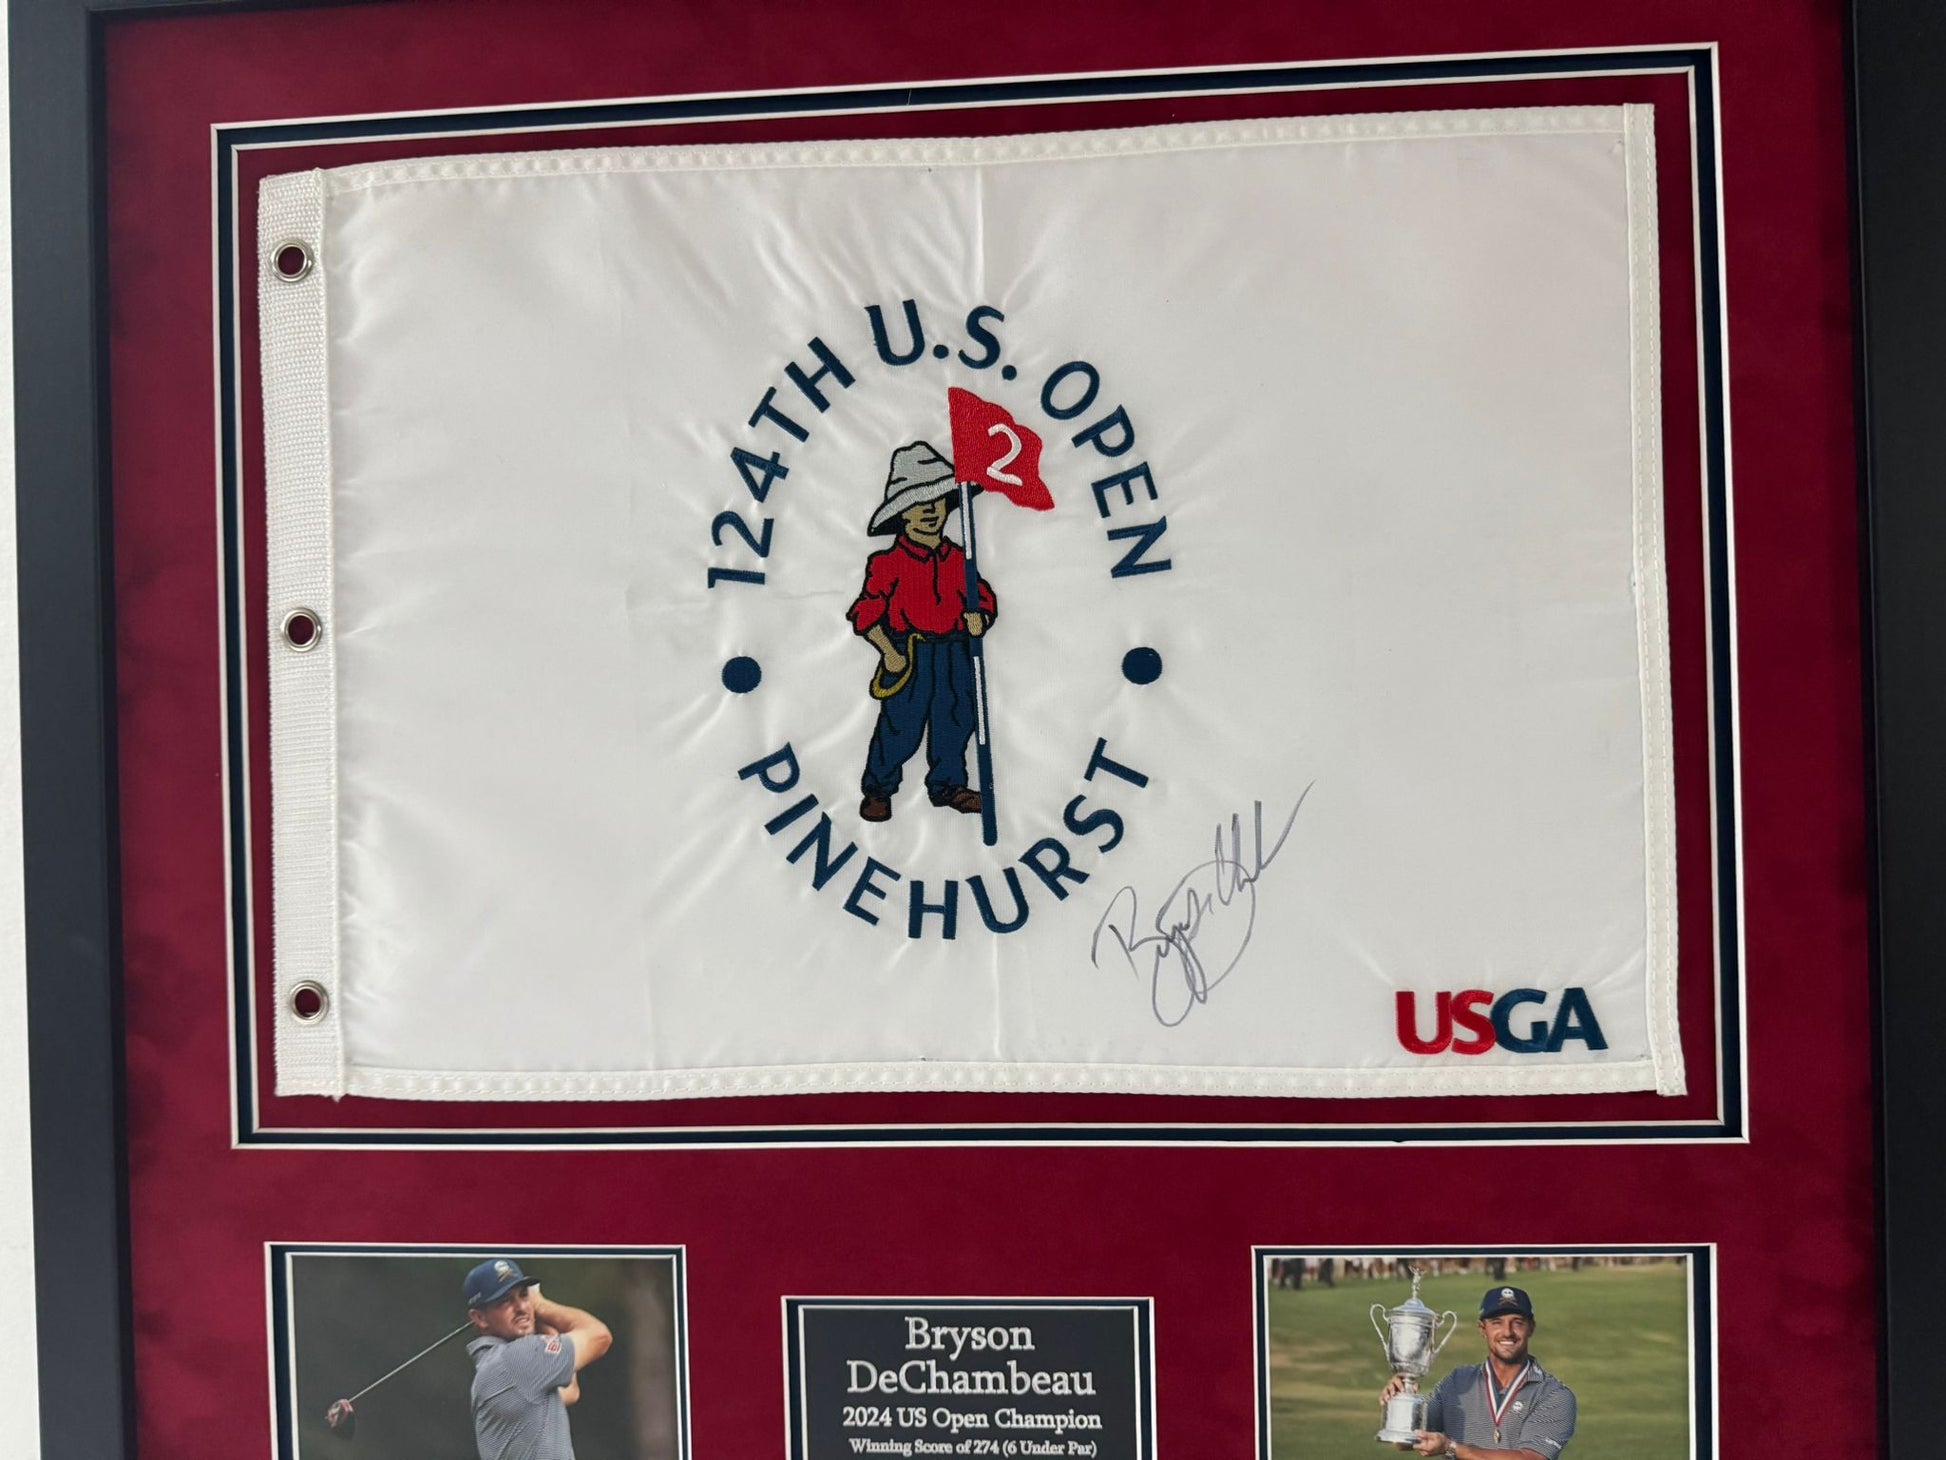 124TH U.S. OPEN
2
PINEHURST
USGA
Bryson
DeChambeau
2024 US Open Champion
Winning Score of 274 (6 Under Par)